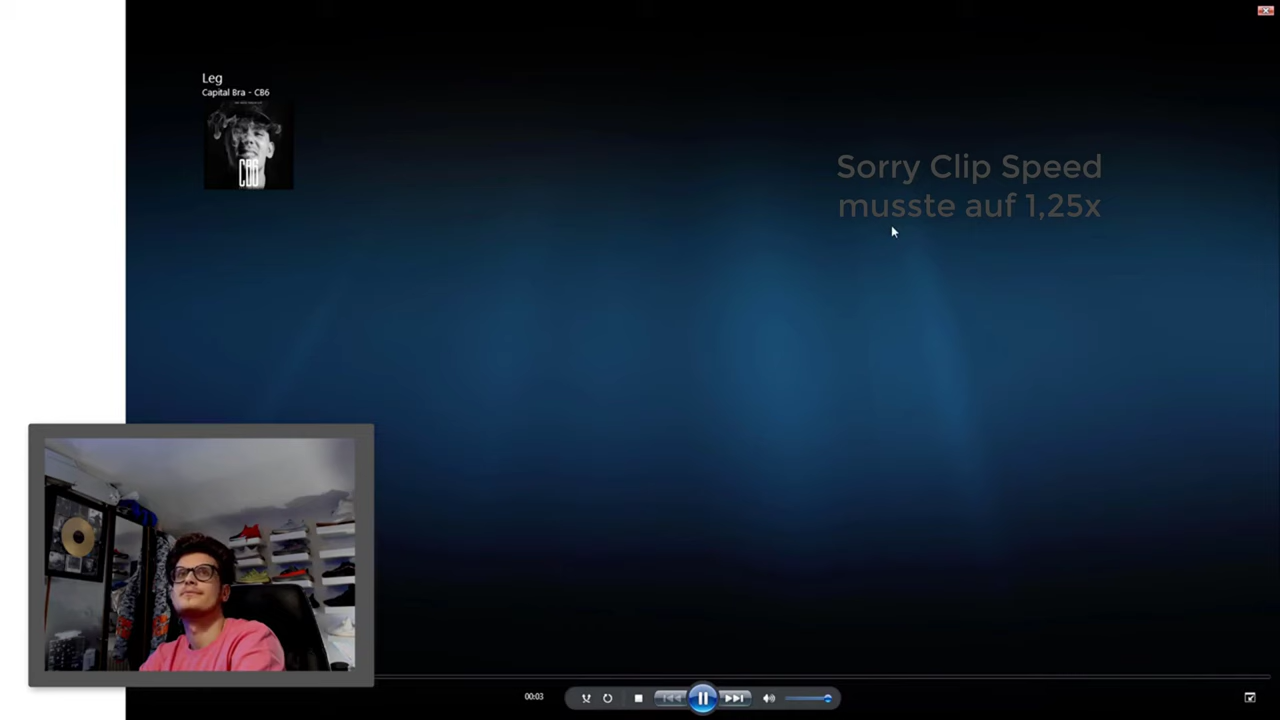 Leg
Capital Bra - CB6
CB6
Sorry Clip Speed
musste auf 1,25x
00:03